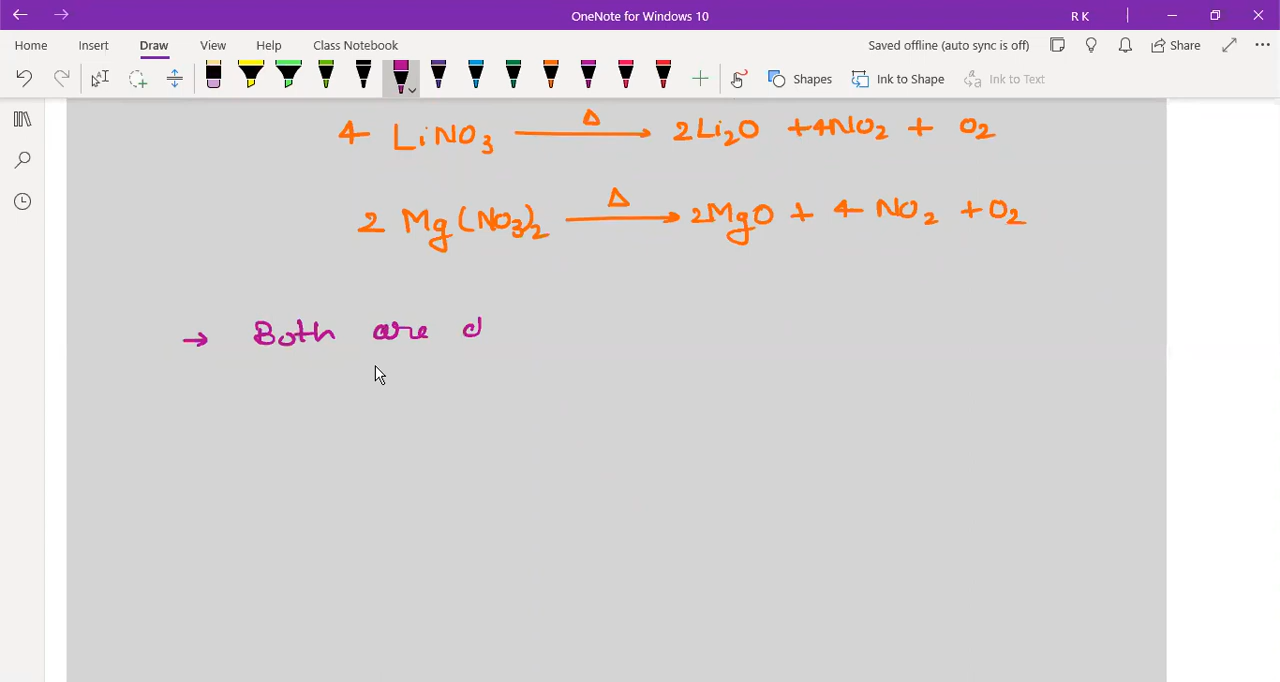 OneNote for Windows 10
R K
Home Insert Draw View Help Class Notebook
Saved offline (auto sync is off)
Share
Shapes
Ink to Shape
Ink to Text
4 LiNO₃ —Δ→ 2Li₂O +4NO₂ + O₂
2 Mg(NO₃)₂ —Δ→ 2MgO + 4 NO₂ + O₂
→ Both are d